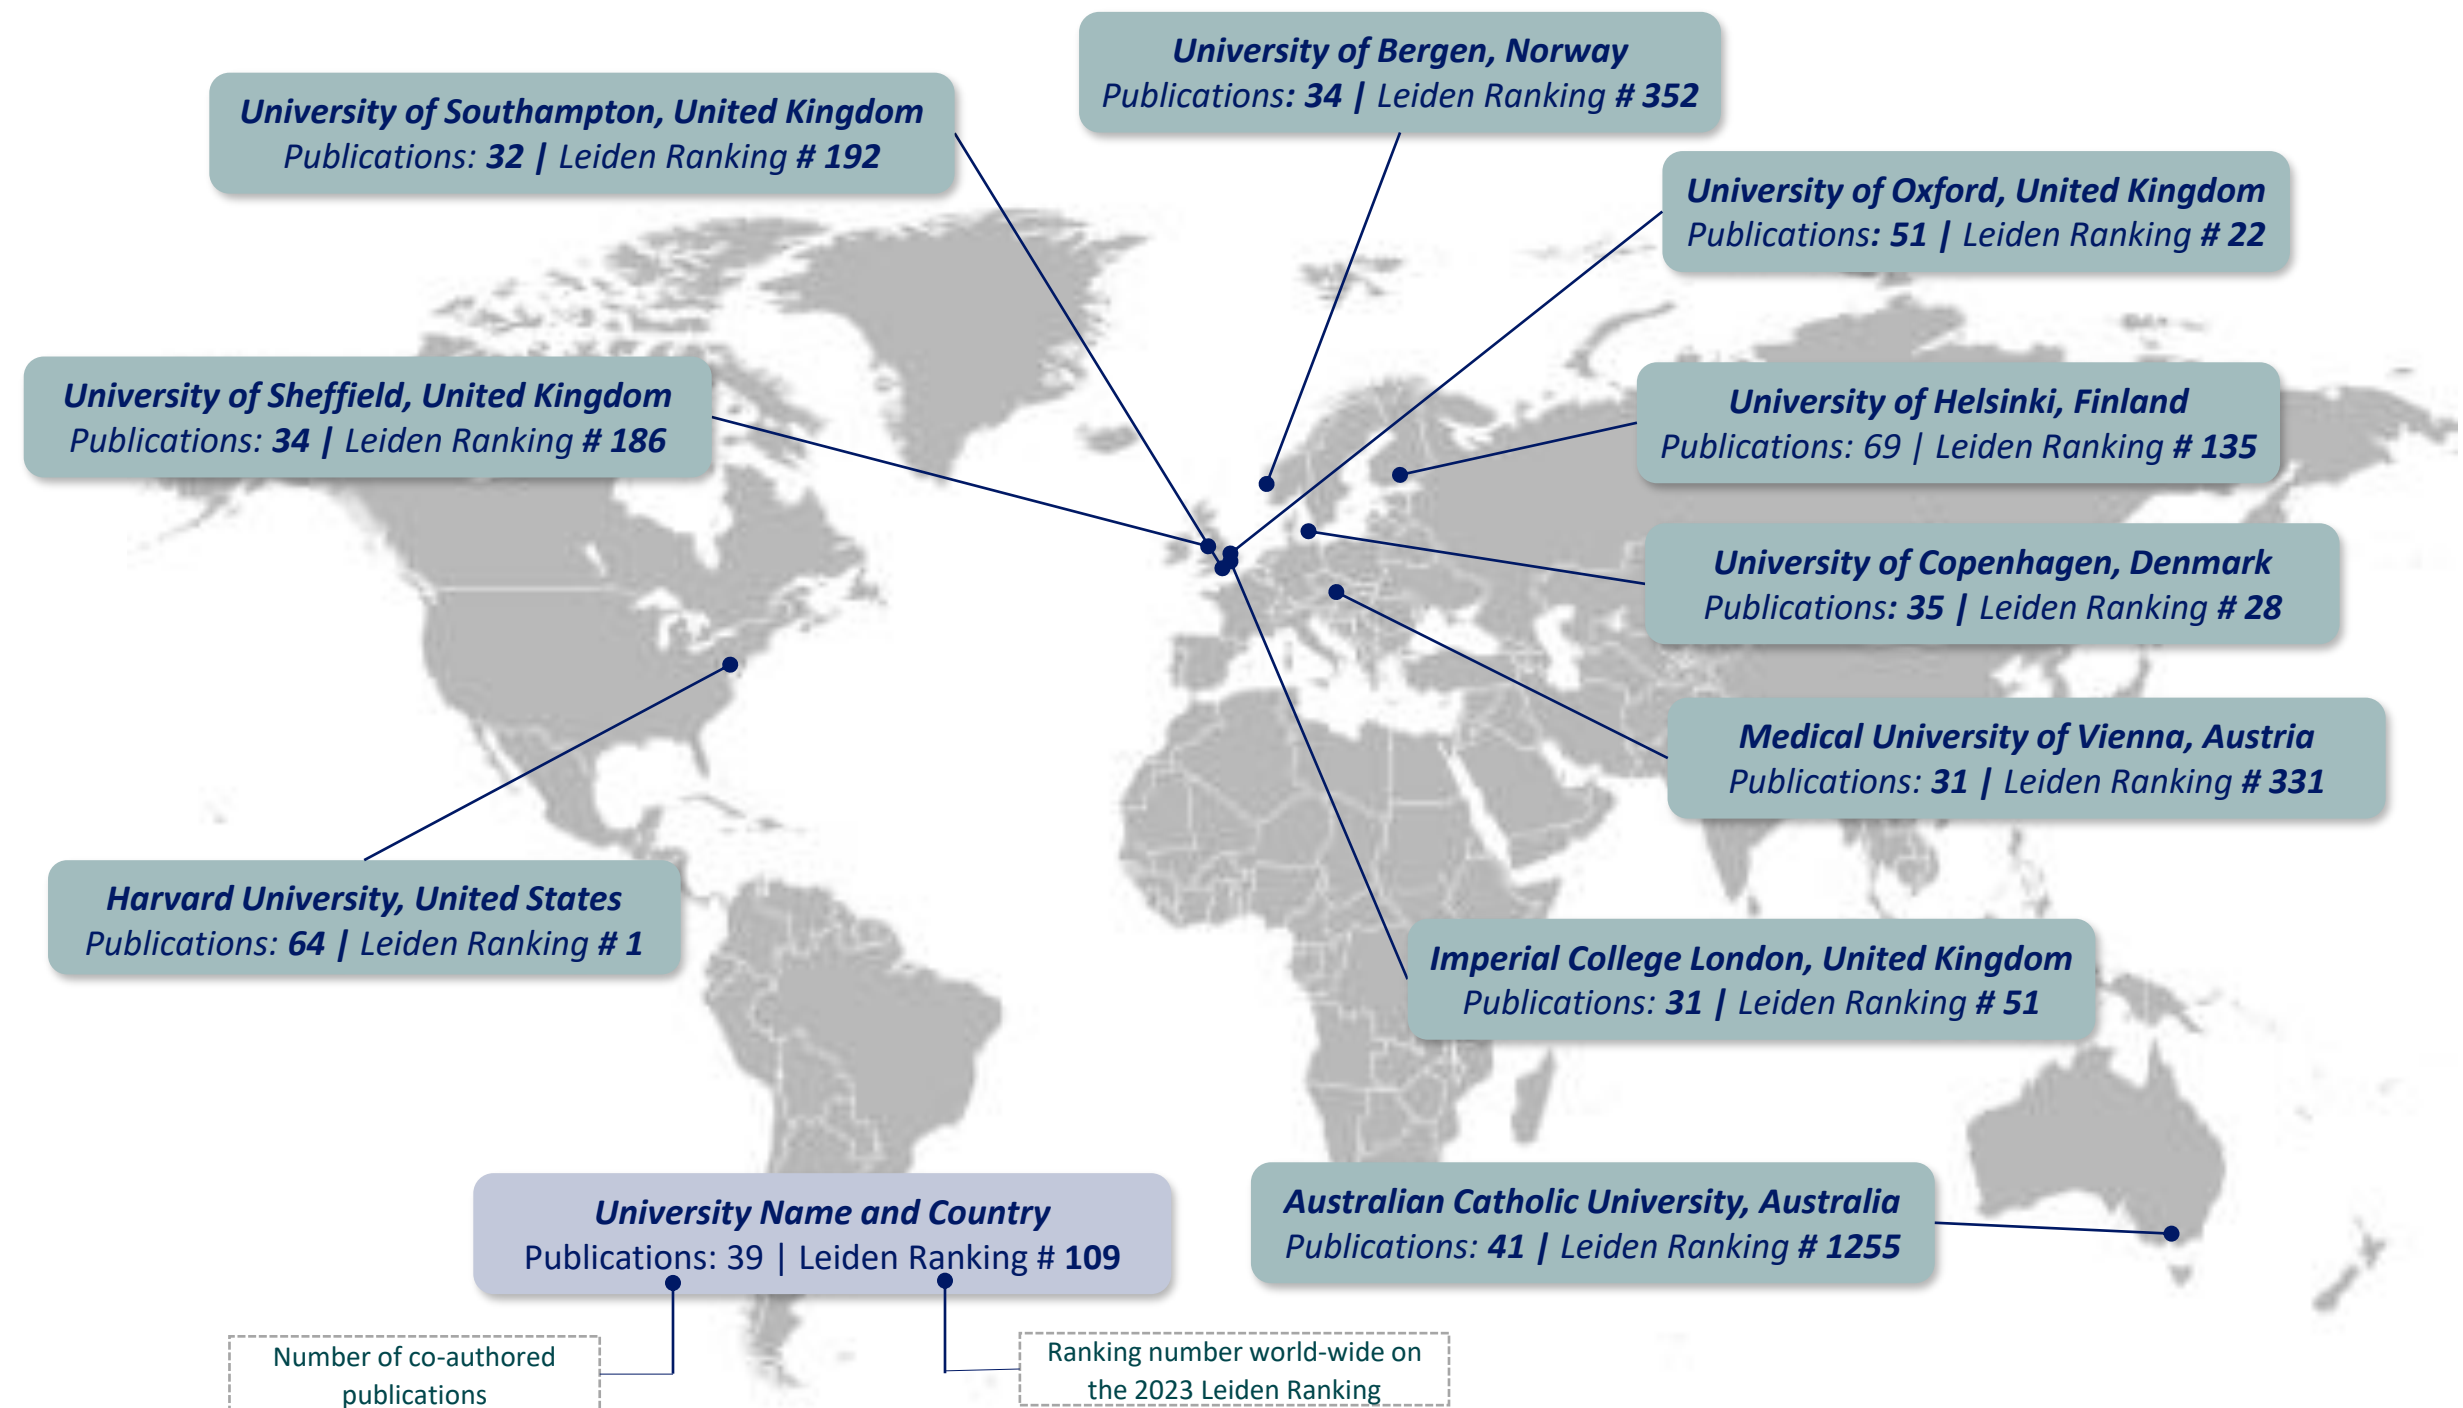 University of Bergen, Norway
Publications: 34 | Leiden Ranking # 352
University of Southampton, United Kingdom
Publications: 32 | Leiden Ranking # 192
University of Oxford, United Kingdom
Publications: 51 | Leiden Ranking # 22
University of Sheffield, United Kingdom
Publications: 34 | Leiden Ranking # 186
University of Helsinki, Finland
Publications: 69 | Leiden Ranking # 135
University of Copenhagen, Denmark
Publications: 35 | Leiden Ranking # 28
Medical University of Vienna, Austria
Publications: 31 | Leiden Ranking # 331
Harvard University, United States
Publications: 64 | Leiden Ranking # 1
Imperial College London, United Kingdom
Publications: 31 | Leiden Ranking # 51
Australian Catholic University, Australia
Publications: 41 | Leiden Ranking # 1255
University Name and Country
Publications: 39 | Leiden Ranking # 109
Number of co-authored
publications
Ranking number world-wide on
the 2023 Leiden Ranking